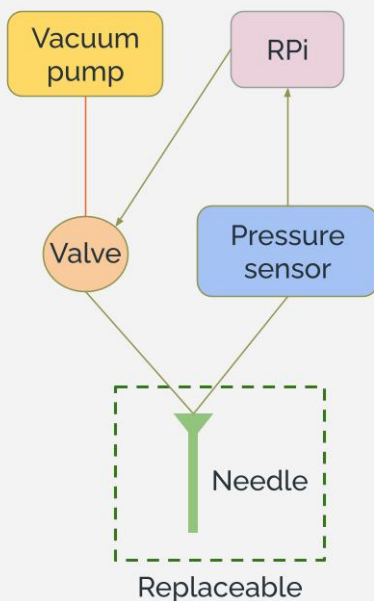 Vacuum
pump
RPi
Valve
Pressure
sensor
Needle
Replaceable